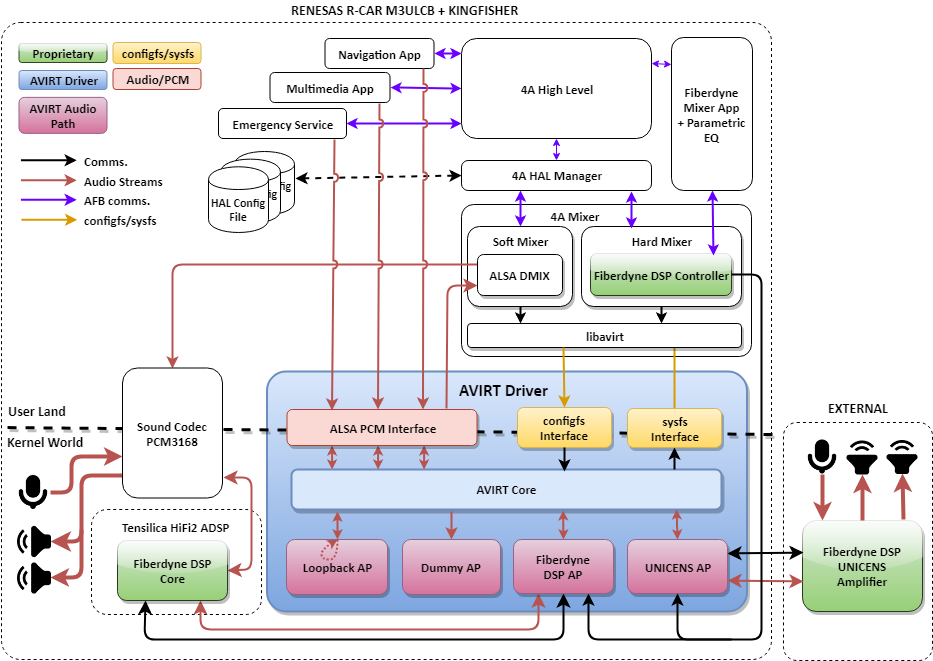 RENESAS R-CAR M3ULCB + KINGFISHER
Proprietary
configfs/sysfs
AVIRT Driver
Audio/PCM
AVIRT Audio
Path
Comms.
Audio Streams
AFB comms.
configfs/sysfs
Navigation App
Multimedia App
Emergency Service
4A High Level
Fiberdyne
Mixer App
+ Parametric
EQ
4A HAL Manager
HAL Config
File
ig
fig
4A Mixer
Soft Mixer
ALSA DMIX
Hard Mixer
Fiberdyne DSP Controller
libavirt
User Land
Kernel World
Sound Codec
PCM3168
AVIRT Driver
ALSA PCM Interface
configfs
Interface
sysfs
Interface
AVIRT Core
Loopback AP
Dummy AP
Fiberdyne
DSP AP
UNICENS AP
Tensilica HiFi2 ADSP
Fiberdyne DSP
Core
EXTERNAL
Fiberdyne DSP
UNICENS
Amplifier